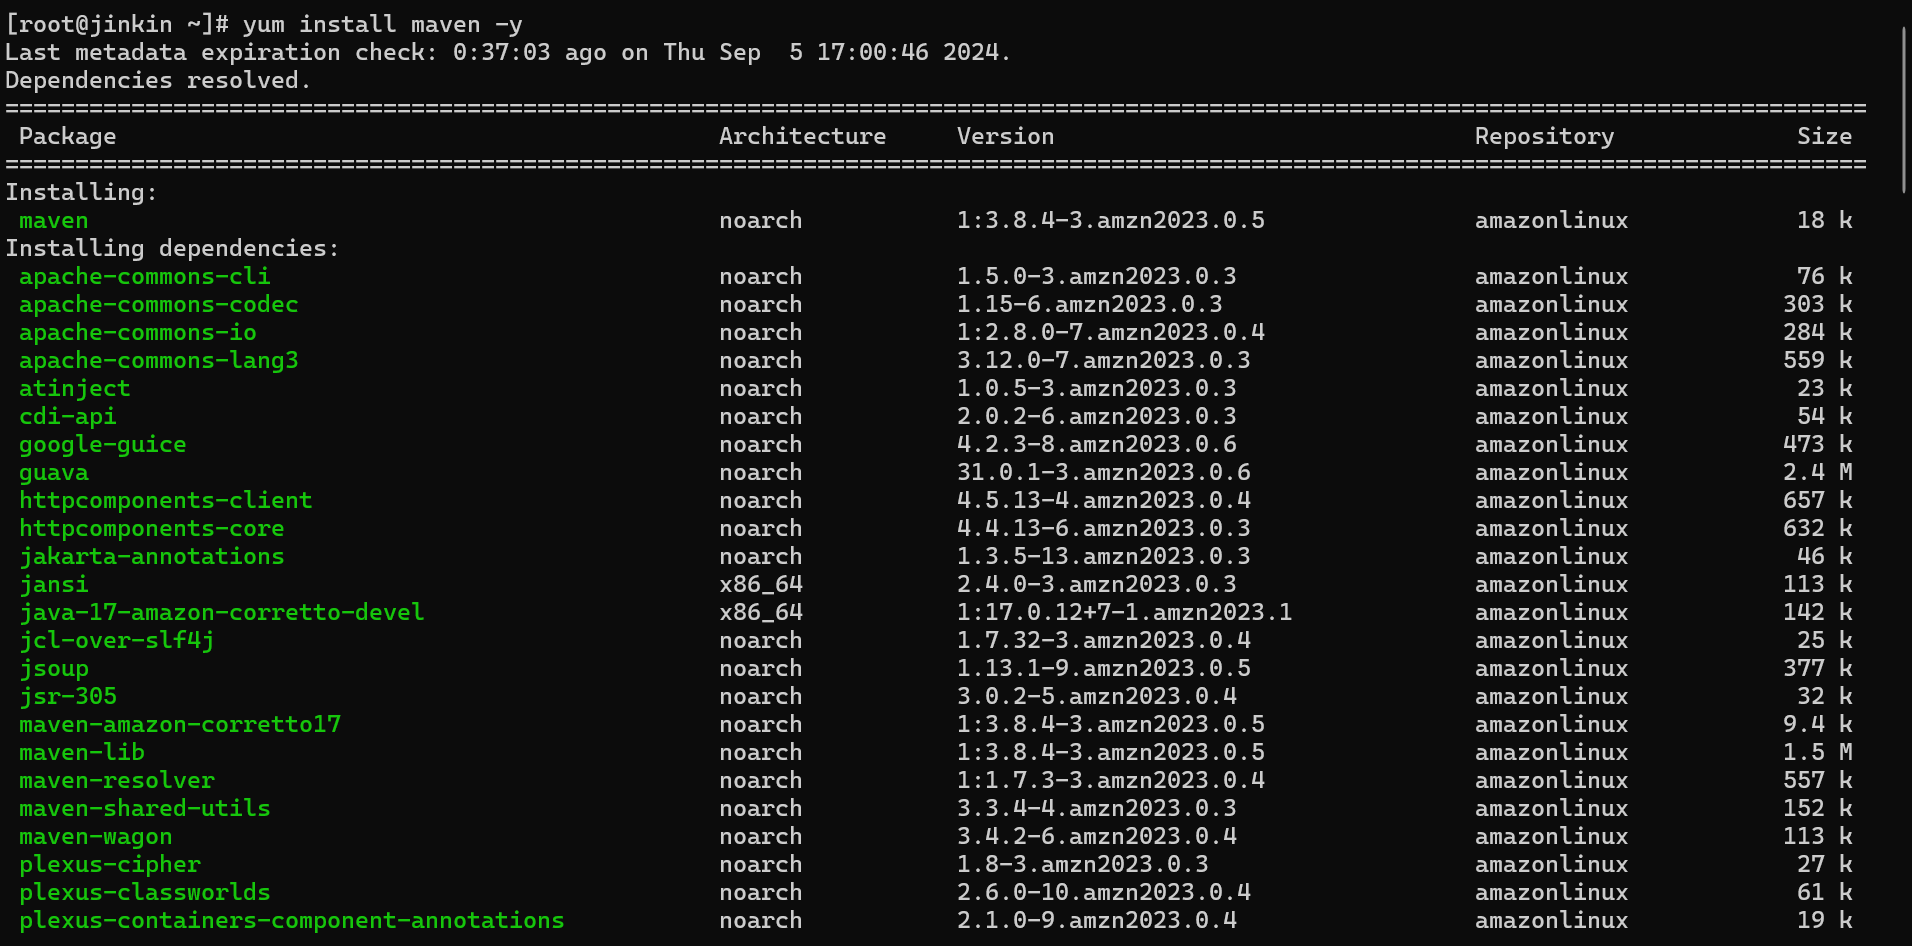 [root@jinkin ~]# yum install maven -y
Last metadata expiration check: 0:37:03 ago on Thu Sep  5 17:00:46 2024.
Dependencies resolved.
=====================================================================================================================================
 Package                                          Architecture     Version                              Repository             Size
=====================================================================================================================================
Installing:
 maven                                            noarch           1:3.8.4-3.amzn2023.0.5               amazonlinux            18 k
Installing dependencies:
 apache-commons-cli                               noarch           1.5.0-3.amzn2023.0.3                 amazonlinux            76 k
 apache-commons-codec                             noarch           1.15-6.amzn2023.0.3                  amazonlinux           303 k
 apache-commons-io                                noarch           1:2.8.0-7.amzn2023.0.4               amazonlinux           284 k
 apache-commons-lang3                             noarch           3.12.0-7.amzn2023.0.3                amazonlinux           559 k
 atinject                                         noarch           1.0.5-3.amzn2023.0.3                 amazonlinux            23 k
 cdi-api                                          noarch           2.0.2-6.amzn2023.0.3                 amazonlinux            54 k
 google-guice                                     noarch           4.2.3-8.amzn2023.0.6                 amazonlinux           473 k
 guava                                            noarch           31.0.1-3.amzn2023.0.6                amazonlinux           2.4 M
 httpcomponents-client                            noarch           4.5.13-4.amzn2023.0.4                amazonlinux           657 k
 httpcomponents-core                              noarch           4.4.13-6.amzn2023.0.3                amazonlinux           632 k
 jakarta-annotations                              noarch           1.3.5-13.amzn2023.0.3                amazonlinux            46 k
 jansi                                            x86_64           2.4.0-3.amzn2023.0.3                 amazonlinux           113 k
 java-17-amazon-corretto-devel                    x86_64           1:17.0.12+7-1.amzn2023.1             amazonlinux           142 k
 jcl-over-slf4j                                   noarch           1.7.32-3.amzn2023.0.4                amazonlinux            25 k
 jsoup                                            noarch           1.13.1-9.amzn2023.0.5                amazonlinux           377 k
 jsr-305                                          noarch           3.0.2-5.amzn2023.0.4                 amazonlinux            32 k
 maven-amazon-corretto17                          noarch           1:3.8.4-3.amzn2023.0.5               amazonlinux           9.4 k
 maven-lib                                        noarch           1:3.8.4-3.amzn2023.0.5               amazonlinux           1.5 M
 maven-resolver                                   noarch           1:1.7.3-3.amzn2023.0.4               amazonlinux           557 k
 maven-shared-utils                               noarch           3.3.4-4.amzn2023.0.3                 amazonlinux           152 k
 maven-wagon                                      noarch           3.4.2-6.amzn2023.0.4                 amazonlinux           113 k
 plexus-cipher                                    noarch           1.8-3.amzn2023.0.3                   amazonlinux            27 k
 plexus-classworlds                               noarch           2.6.0-10.amzn2023.0.4                amazonlinux            61 k
 plexus-containers-component-annotations          noarch           2.1.0-9.amzn2023.0.4                 amazonlinux            19 k